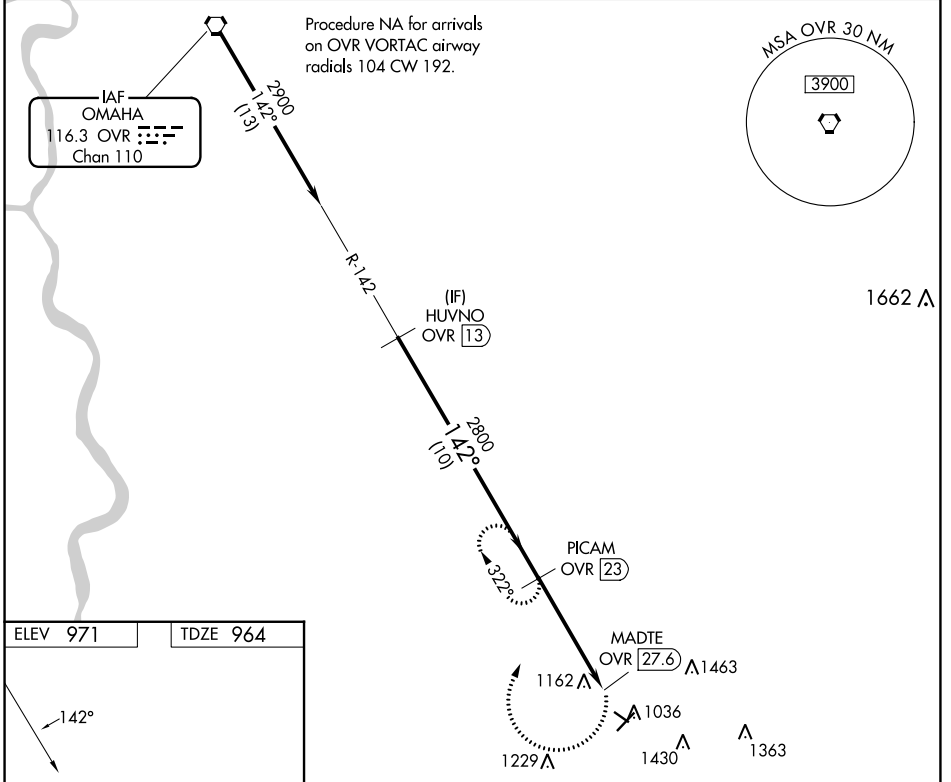 Procedure NA for arrivals
on OVR VORTAC airway
radials 104 CW 192.
MSA OVR 30 NM
3900
IAF
OMAHA
116.3 OVR
Chan 110
2900
142°
(13)
R-142
(IF)
HUVNO
OVR 13
1662
2800
142°
(10)
PICAM
OVR 23
322°
MADTE
OVR 27.6
1463
1162
1036
1229
1430
1363
ELEV 971
TDZE 964
142°